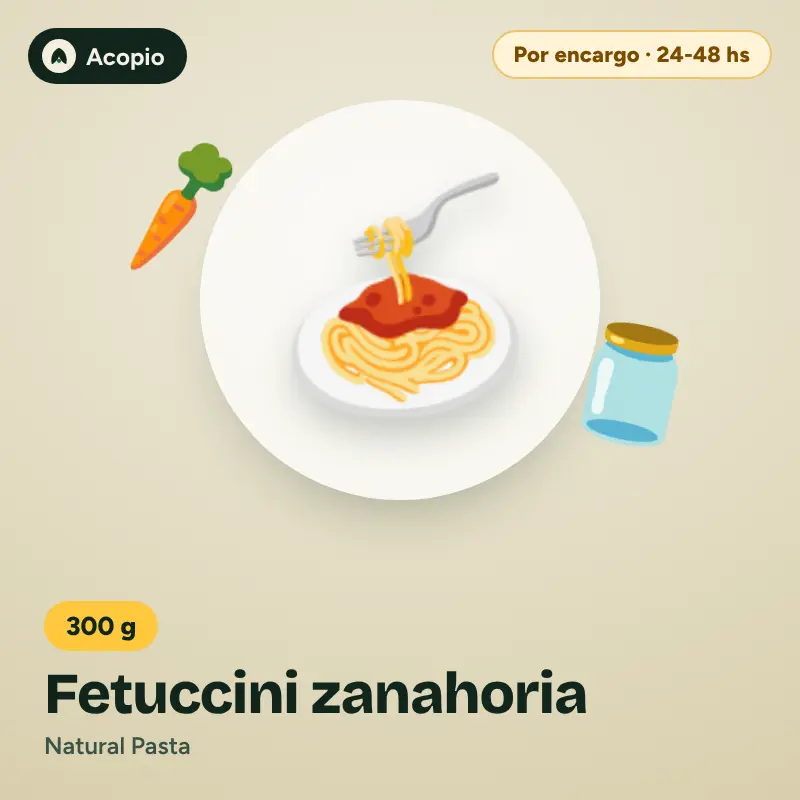 Acopio
Por encargo · 24-48 hs
300 g
Fetuccini zanahoria
Natural Pasta